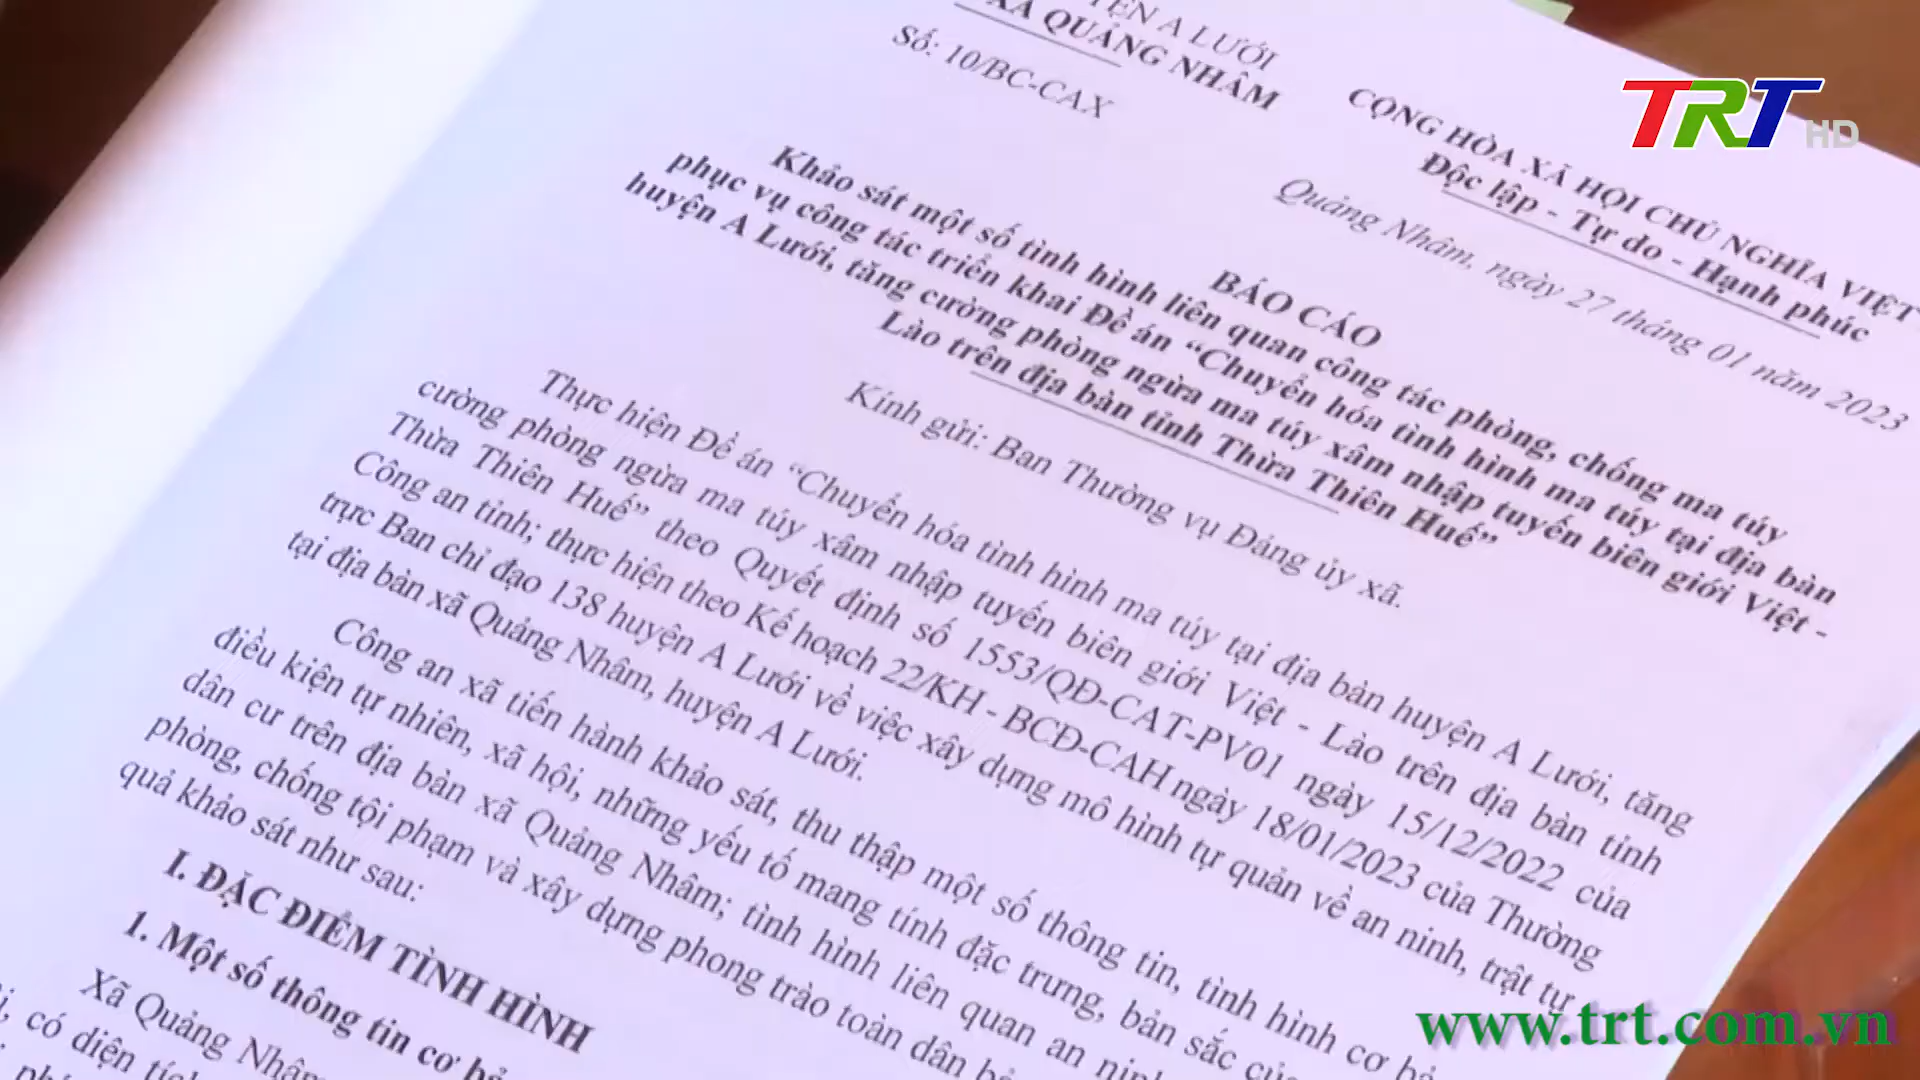 TRT HD
A LƯỚI
XÃ QUẢNG NHÂM
Số: 10/BC-CAX
CỘNG HÒA XÃ HỘI CHỦ NGHĨA VIỆT
Độc lập - Tự do - Hạnh phúc
Quảng Nhâm, ngày 27 tháng 01 năm 2023
BÁO CÁO
Khảo sát một số tình hình liên quan công tác phòng, chống ma túy
phục vụ công tác triển khai Đề án “Chuyển hóa tình hình ma túy tại địa bàn
huyện A Lưới, tăng cường phòng ngừa ma túy xâm nhập tuyến biên giới Việt -
Lào trên địa bàn tỉnh Thừa Thiên Huế”
Kính gửi: Ban Thường vụ Đảng ủy xã.
Thực hiện Đề án “Chuyển hóa tình hình ma túy tại địa bàn huyện A Lưới, tăng
cường phòng ngừa ma túy xâm nhập tuyến biên giới Việt - Lào trên địa bàn tỉnh
Thừa Thiên Huế” theo Quyết định số 1553/QĐ-CAT-PV01 ngày 15/12/2022 của
Công an tỉnh; thực hiện theo Kế hoạch 22/KH - BCĐ-CAH ngày 18/01/2023 của Thường
trực Ban chỉ đạo 138 huyện A Lưới về việc xây dựng mô hình tự quản về an ninh, trật tự
tại địa bàn xã Quảng Nhâm, huyện A Lưới.
Công an xã tiến hành khảo sát, thu thập một số thông tin, tình hình cơ
điều kiện tự nhiên, xã hội, những yếu tố mang tính đặc trưng, bản sắc
dân cư trên địa bàn xã Quảng Nhâm; tình hình liên quan an
phòng, chống tội phạm và xây dựng phong trào toàn dân
quả khảo sát như sau:
I. ĐẶC ĐIỂM TÌNH HÌNH
1. Một số thông tin cơ
Xã Quảng Nhâm
có diện tích
www.trt.com.vn